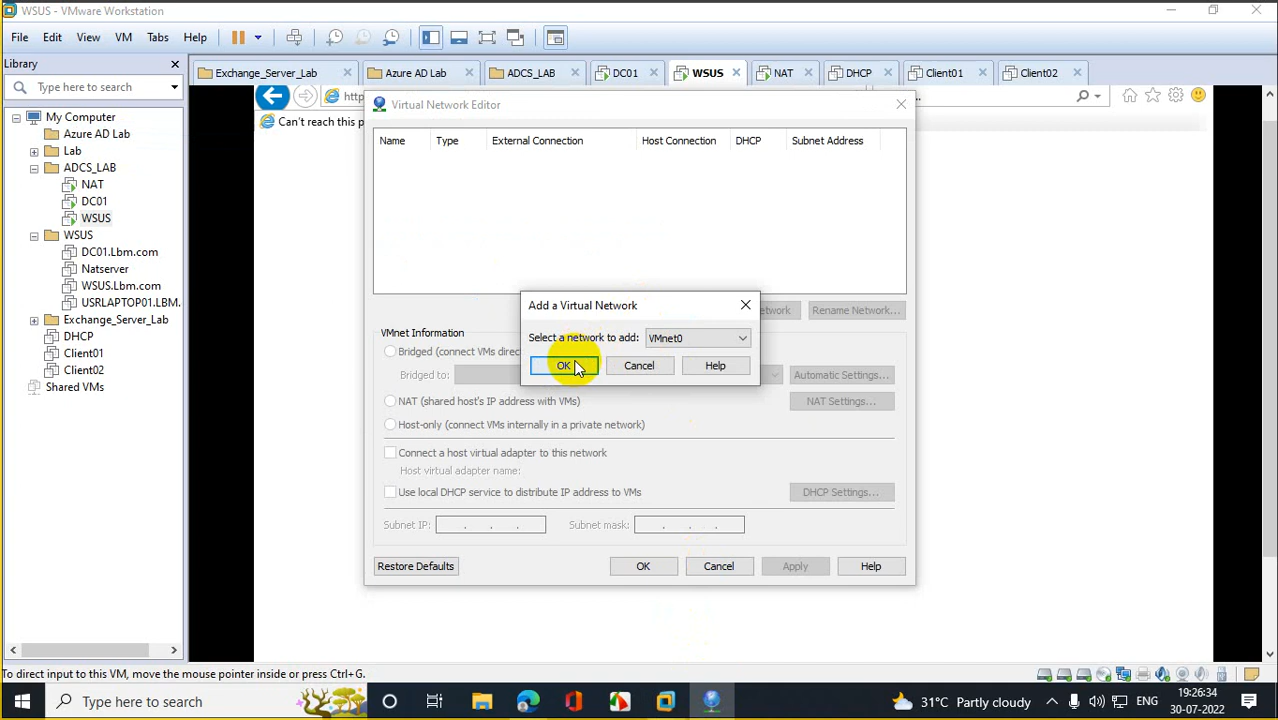 WSUS - VMware Workstation
File Edit View VM Tabs Help
Library
Type here to search
My Computer
Azure AD Lab
Lab
ADCS_LAB
NAT
DC01
WSUS
WSUS
DC01.Lbm.com
Natserver
WSUS.Lbm.com
USRLAPTOP01.LBM.
Exchange_Server_Lab
DHCP
Client01
Client02
Shared VMs
Exchange_Server_Lab Azure AD Lab ADCS_LAB DC01 WSUS NAT DHCP Client01 Client02
http
Can't reach this p
Virtual Network Editor
Name Type External Connection Host Connection DHCP Subnet Address
Add a Virtual Network
Select a network to add: VMnet0
OK Cancel Help
etwork Rename Network...
VMnet Information
Bridged (connect VMs direc
Bridged to: Automatic Settings...
NAT (shared host's IP address with VMs) NAT Settings...
Host-only (connect VMs internally in a private network)
Connect a host virtual adapter to this network
Host virtual adapter name:
Use local DHCP service to distribute IP address to VMs DHCP Settings...
Subnet IP: . . . Subnet mask: . . .
Restore Defaults OK Cancel Apply Help
To direct input to this VM, move the mouse pointer inside or press Ctrl+G.
Type here to search
31°C Partly cloudy ENG 19:26:34
30-07-2022